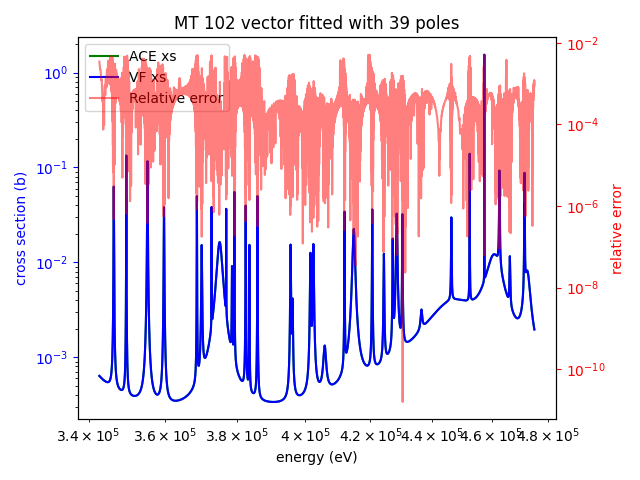 MT 102 vector fitted with 39 poles
ACE xs
VF xs
Relative error
cross section (b)
10⁰
10⁻¹
10⁻²
10⁻³
10⁻²
10⁻⁴
10⁻⁶
10⁻⁸
10⁻¹⁰
relative error
3.4 × 10⁵ 3.6 × 10⁵ 3.8 × 10⁵ 4 × 10⁵ 4.2 × 10⁵ 4.4 × 10⁵ 4.6 × 10⁵ 4.8 × 10⁵
energy (eV)